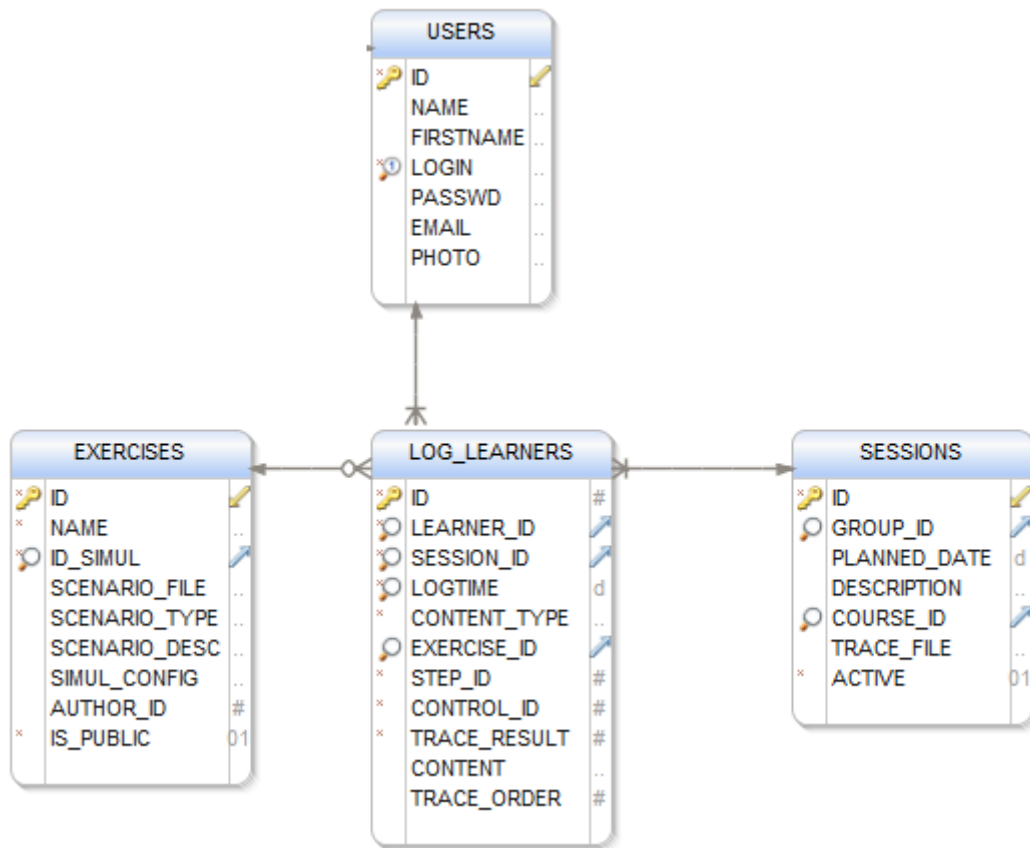 USERS
ID
NAME
FIRSTNAME
LOGIN
PASSWD
EMAIL
PHOTO
EXERCISES
ID
NAME
ID_SIMUL
SCENARIO_FILE
SCENARIO_TYPE
SCENARIO_DESC
SIMUL_CONFIG
AUTHOR_ID #
IS_PUBLIC 01
LOG_LEARNERS
ID #
LEARNER_ID
SESSION_ID
LOGTIME d
CONTENT_TYPE
EXERCISE_ID
STEP_ID #
CONTROL_ID #
TRACE_RESULT #
CONTENT
TRACE_ORDER #
SESSIONS
ID
GROUP_ID
PLANNED_DATE d
DESCRIPTION
COURSE_ID
TRACE_FILE
ACTIVE 01